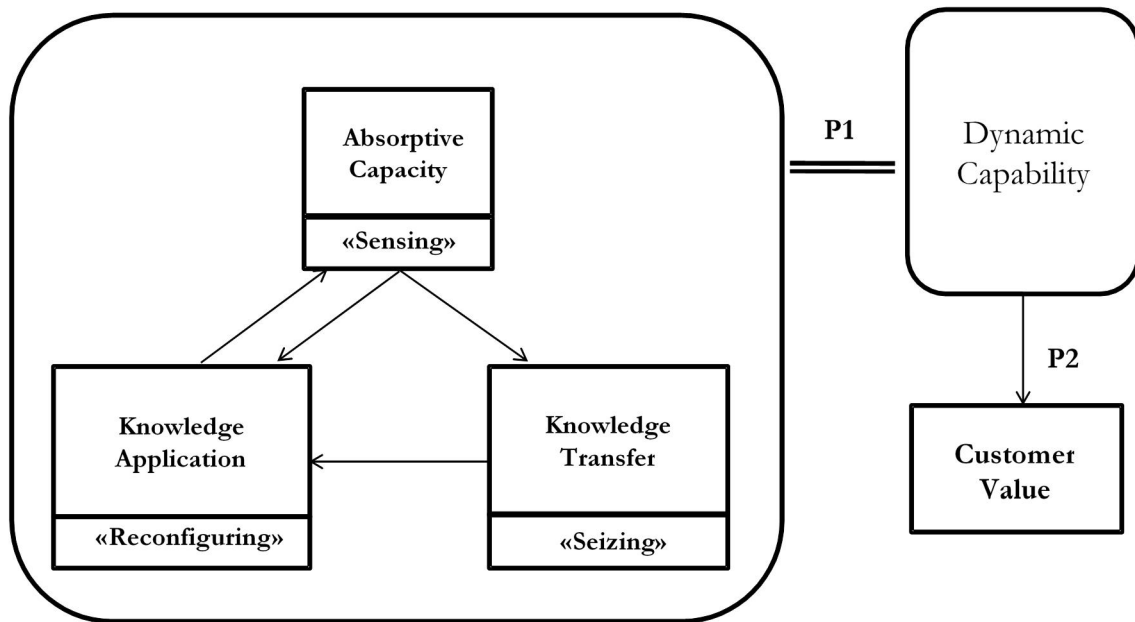 Absorptive
Capacity
«Sensing»
Knowledge
Application
«Reconfiguring»
Knowledge
Transfer
«Seizing»
P1
Dynamic
Capability
P2
Customer
Value